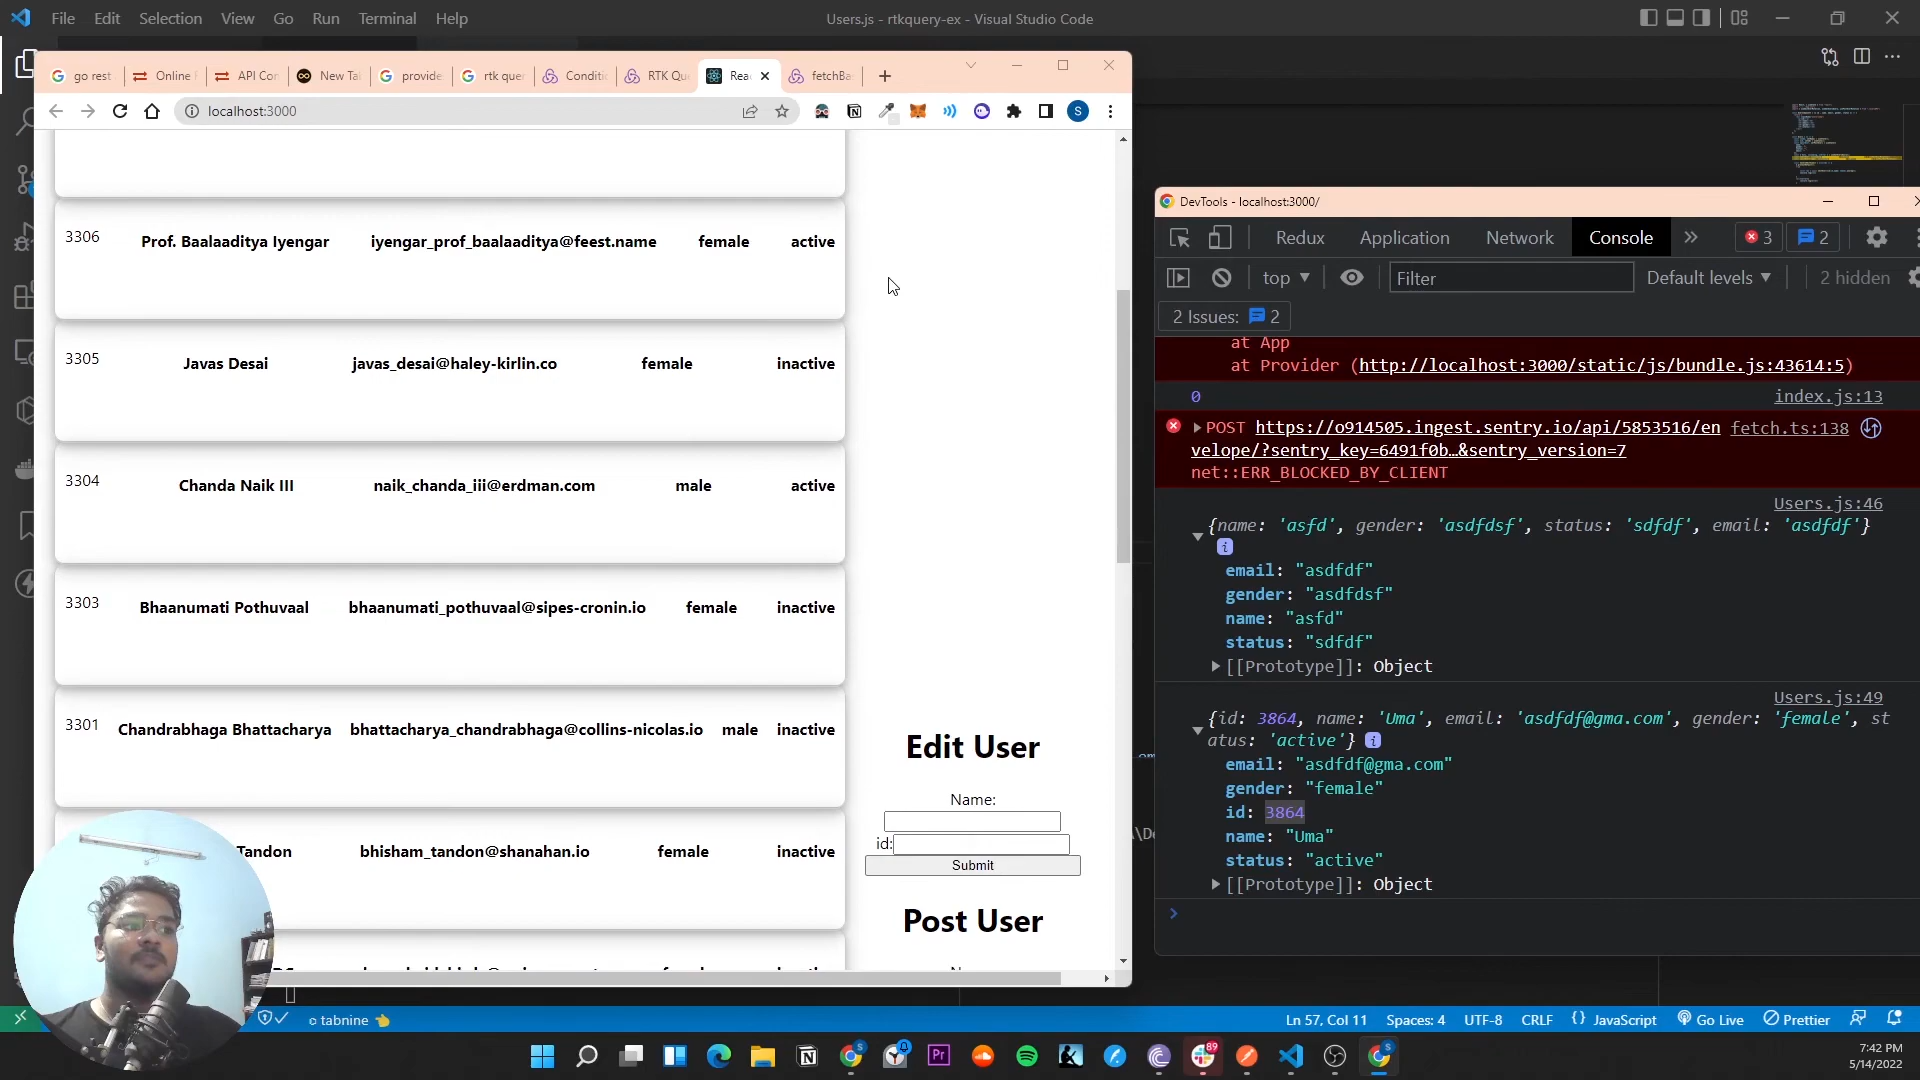 File Edit Selection View Go Run Terminal Help
Users.js - rtkquery-ex - Visual Studio Code
go rest
Online
API Con
New Ta
provide
rtk que
Conditi
RTK Qu
Rea
fetchBa
localhost:3000
S
3306 Prof. Baalaaditya Iyengar iyengar_prof_baalaaditya@feest.name female active
3305 Javas Desai javas_desai@haley-kirlin.co female inactive
3304 Chanda Naik III naik_chanda_iii@erdman.com male active
3303 Bhaanumati Pothuvaal bhaanumati_pothuvaal@sipes-cronin.io female inactive
3301 Chandrabhaga Bhattacharya bhattacharya_chandrabhaga@collins-nicolas.io male inactive
Tandon bhisham_tandon@shanahan.io female inactive
Edit User
Name:
id:
Submit
Post User
DevTools - localhost:3000/
Redux Application Network Console 3 2
top Filter Default levels 2 hidden
2 Issues: 2
at App
at Provider (http://localhost:3000/static/js/bundle.js:43614:5)
0 index.js:13
POST https://o914505.ingest.sentry.io/api/5853516/en fetch.ts:138
velope/?sentry_key=6491f0b…&sentry_version=7
net::ERR_BLOCKED_BY_CLIENT
Users.js:46
{name: 'asfd', gender: 'asdfdsf', status: 'sdfdf', email: 'asdfdf'}
email: "asdfdf"
gender: "asdfdsf"
name: "asfd"
status: "sdfdf"
[[Prototype]]: Object
Users.js:49
{id: 3864, name: 'Uma', email: 'asdfdf@gma.com', gender: 'female', st
atus: 'active'}
email: "asdfdf@gma.com"
gender: "female"
id: 3864
name: "Uma"
status: "active"
[[Prototype]]: Object
tabnine
Ln 57, Col 11 Spaces: 4 UTF-8 CRLF {} JavaScript Go Live Prettier
Pr
89
7:42 PM
5/14/2022